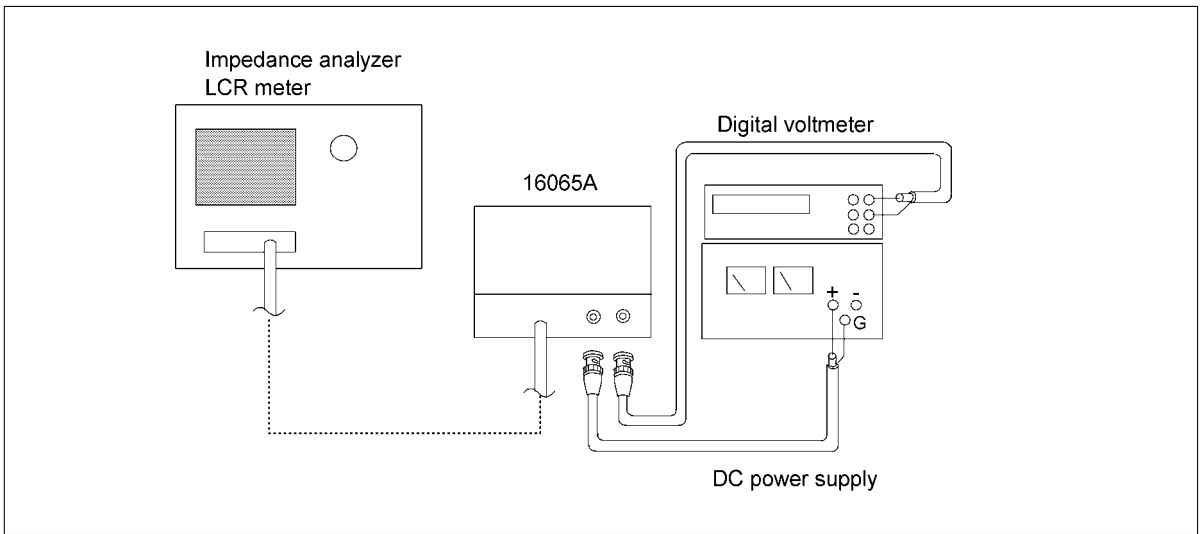 Impedance analyzer
LCR meter
Digital voltmeter
16065A
+ -
G
DC power supply